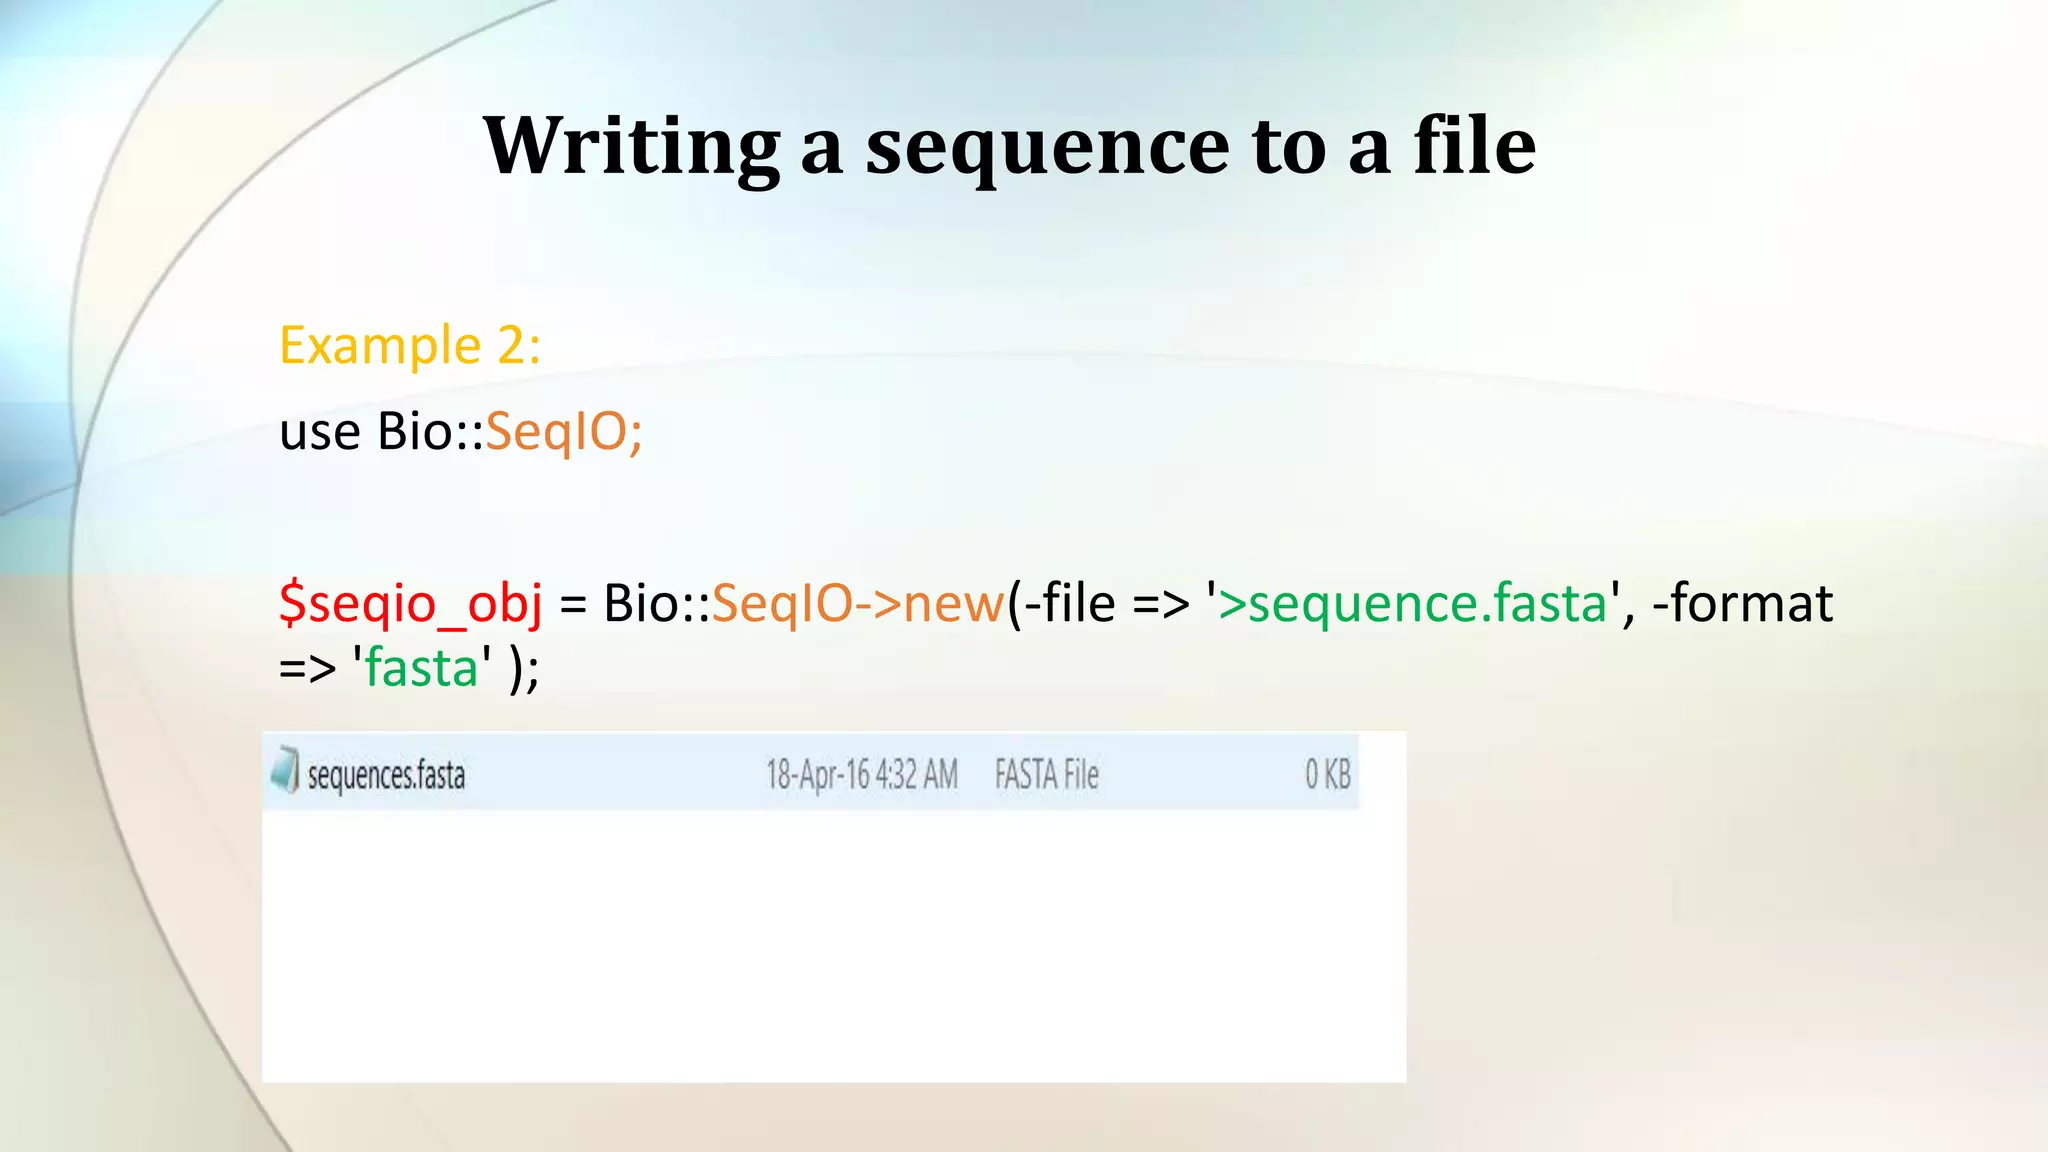 Writing a sequence to a file
Example 2:
use Bio::SeqIO;
$seqio_obj = Bio::SeqIO->new(-file => '>sequence.fasta', -format
=> 'fasta' );
sequences.fasta 18-Apr-16 4:32 AM FASTA File 0 KB